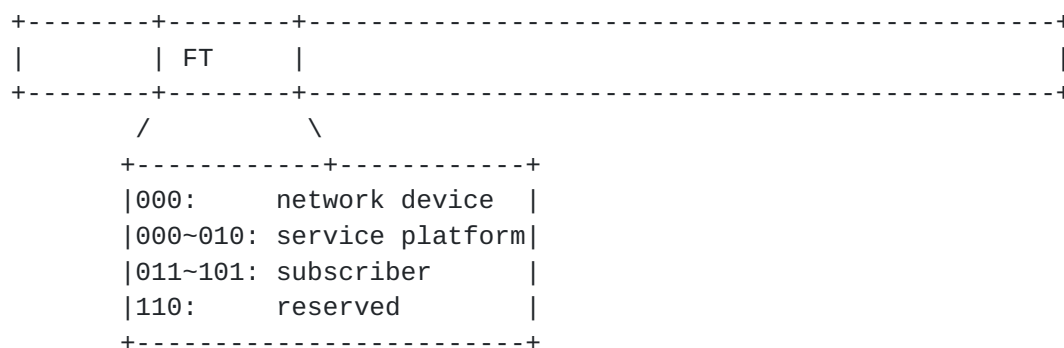 FT
000: network device
000~010: service platform
011~101: subscriber
110: reserved